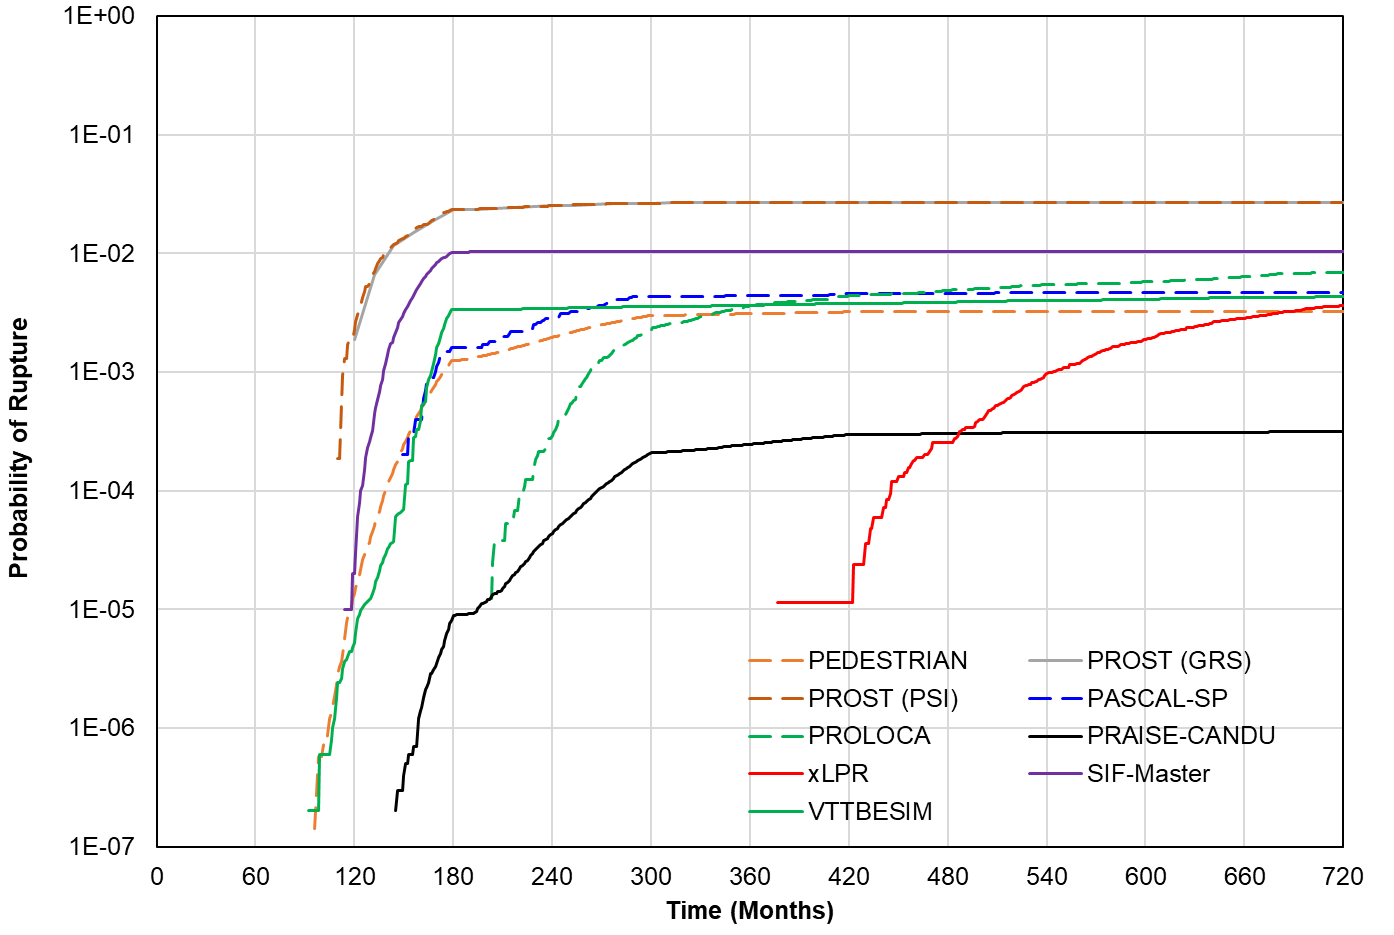 1E+00
1E-01
1E-02
1E-03
1E-04
1E-05
1E-06
1E-07
Probability of Rupture
PEDESTRIAN PROST (GRS)
PROST (PSI) PASCAL-SP
PROLOCA PRAISE-CANDU
xLPR SIF-Master
VTTBESIM
0 60 120 180 240 300 360 420 480 540 600 660 720
Time (Months)